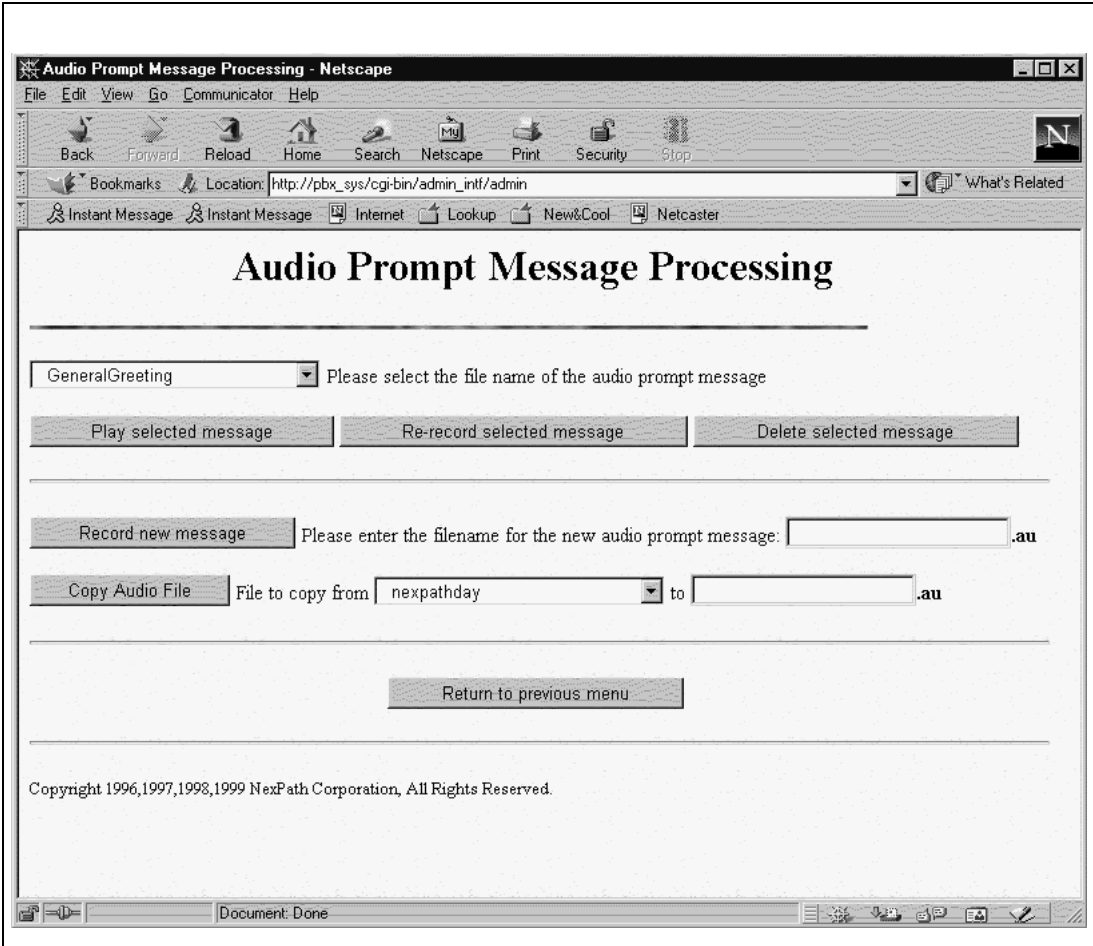 Audio Prompt Message Processing - Netscape
File Edit View Go Communicator Help
Back Forward Reload Home Search Netscape Print Security Stop
My
N
Bookmarks Location: http://pbx_sys/cgi-bin/admin_intf/admin What's Related
Instant Message Instant Message Internet Lookup New&Cool Netcaster
Audio Prompt Message Processing
GeneralGreeting Please select the file name of the audio prompt message
Play selected message Re-record selected message Delete selected message
Record new message Please enter the filename for the new audio prompt message: .au
Copy Audio File File to copy from nexpathday to .au
Return to previous menu
Copyright 1996,1997,1998,1999 NexPath Corporation, All Rights Reserved.
Document: Done